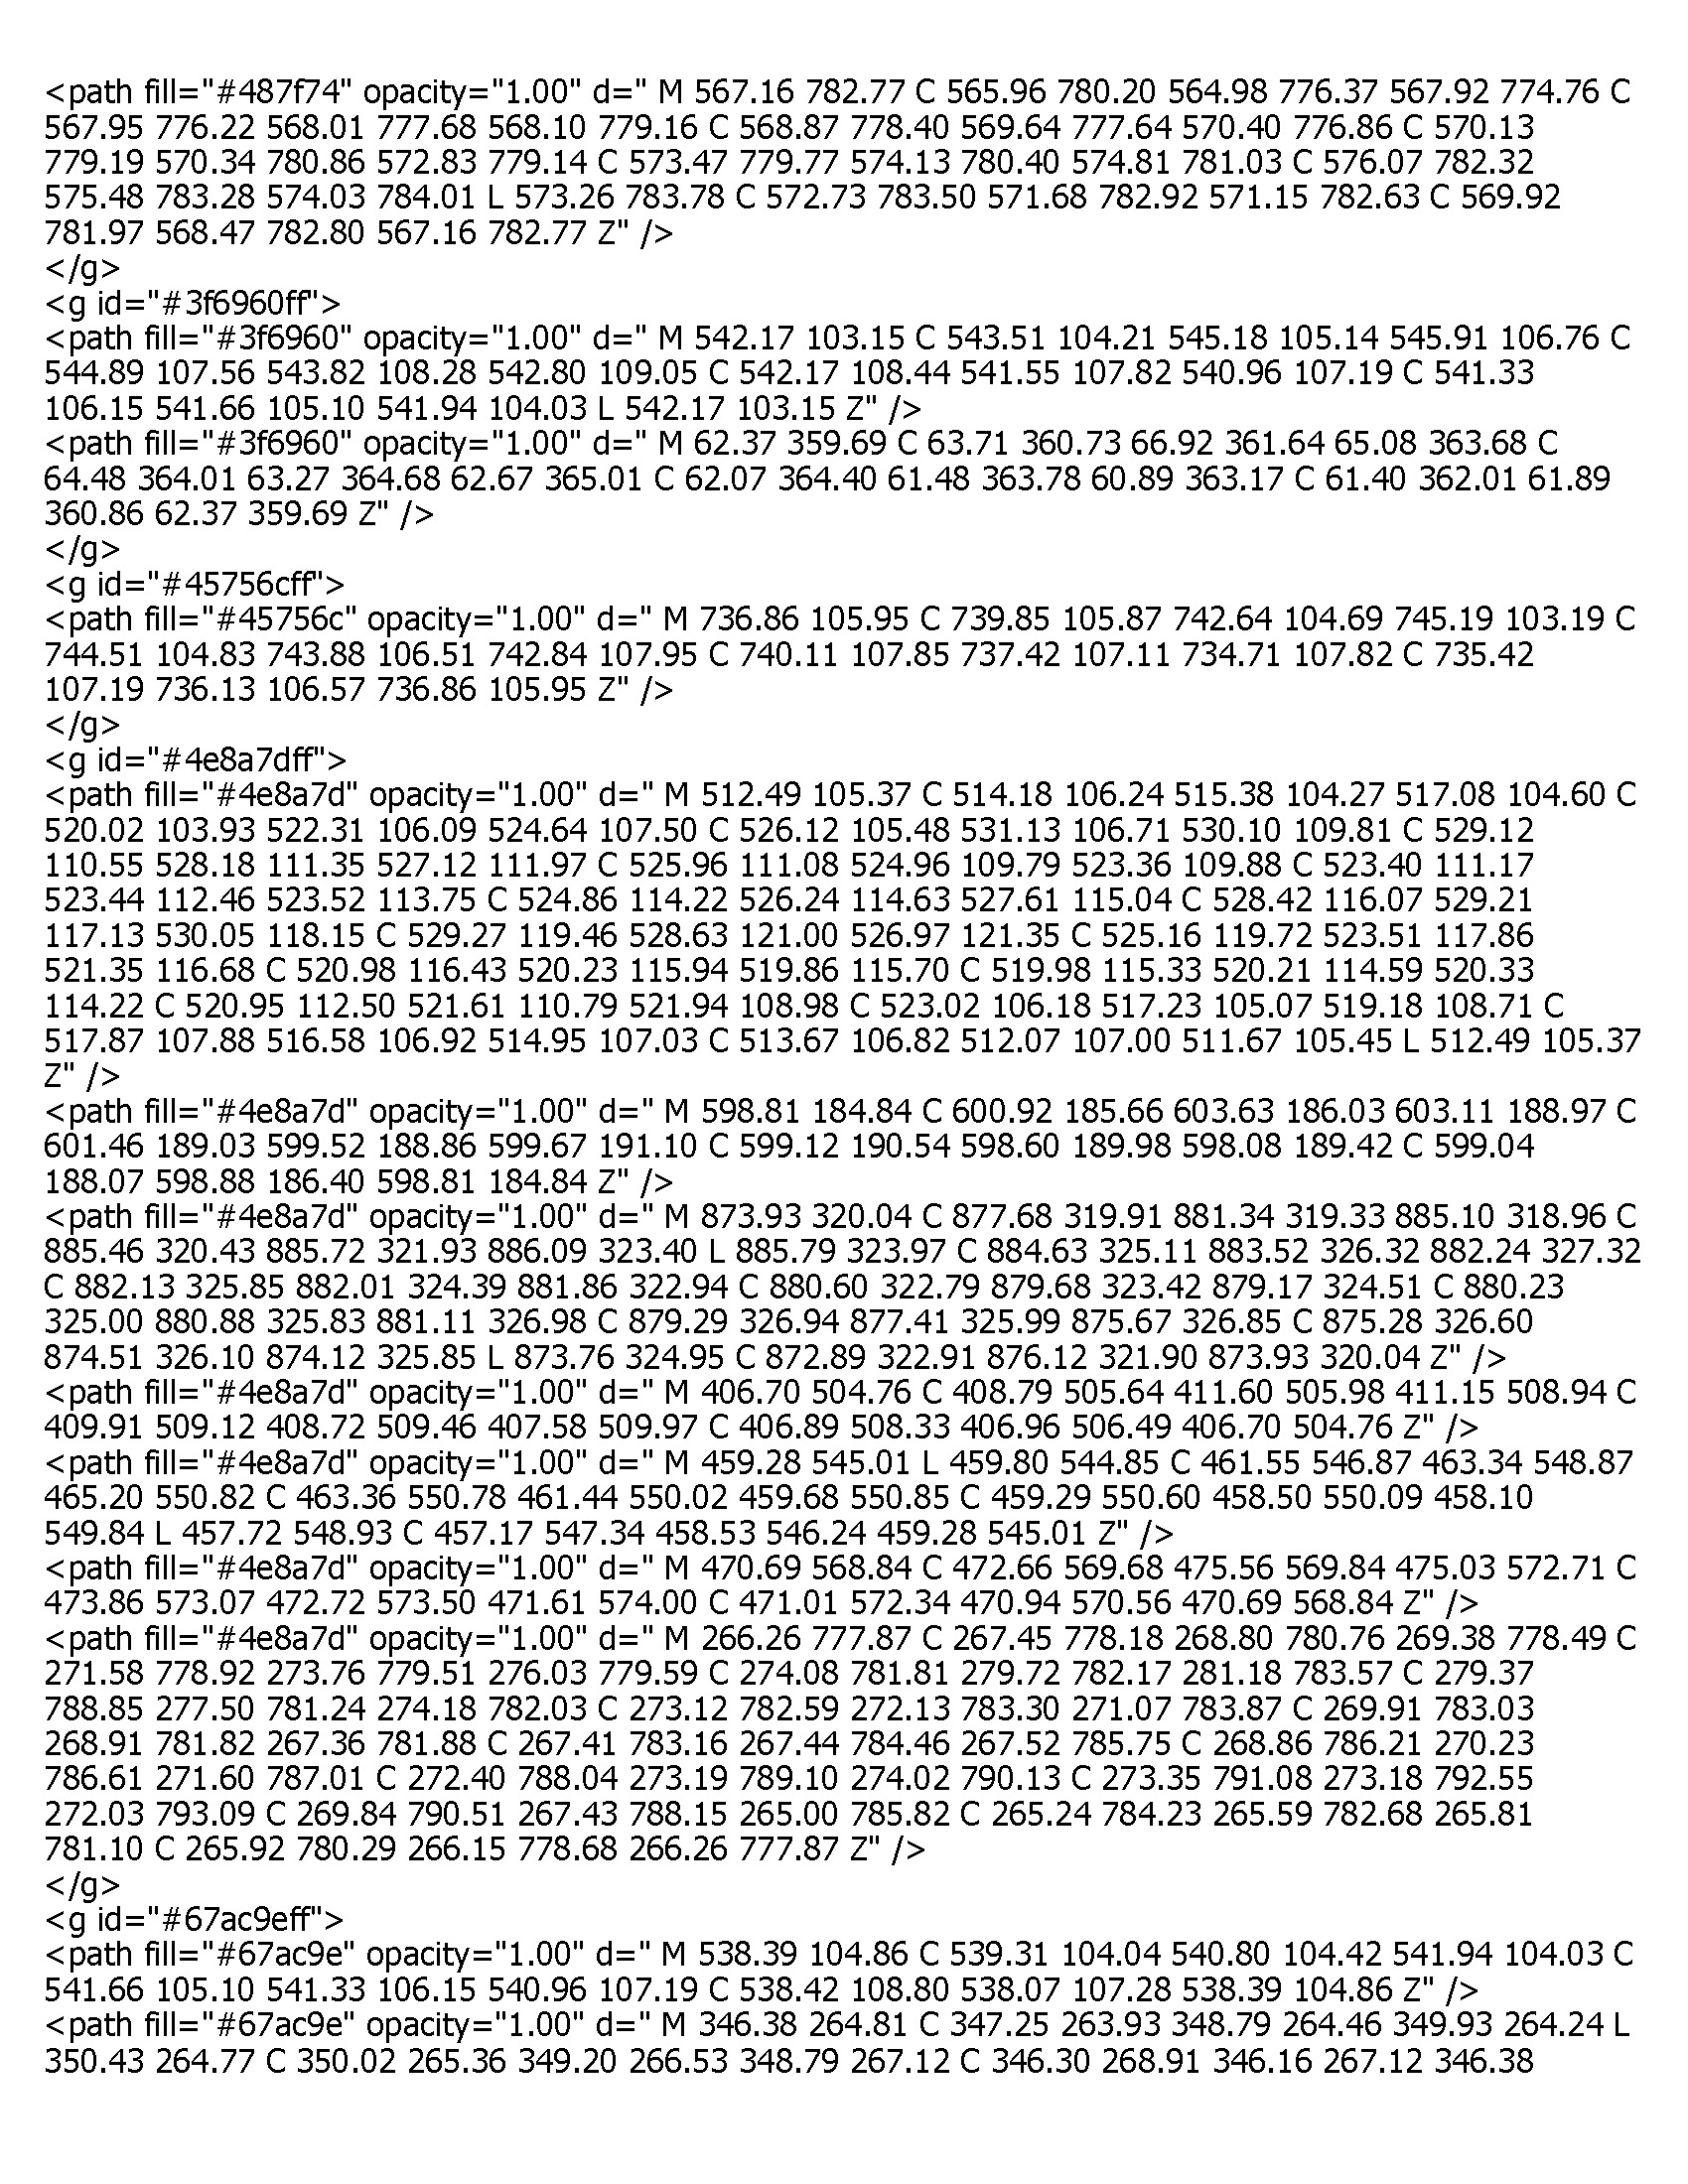 <path fill="#487f74" opacity="1.00" d=" M 567.16 782.77 C 565.96 780.20 564.98 776.37 567.92 774.76 C
567.95 776.22 568.01 777.68 568.10 779.16 C 568.87 778.40 569.64 777.64 570.40 776.86 C 570.13
779.19 570.34 780.86 572.83 779.14 C 573.47 779.77 574.13 780.40 574.81 781.03 C 576.07 782.32
575.48 783.28 574.03 784.01 L 573.26 783.78 C 572.73 783.50 571.68 782.92 571.15 782.63 C 569.92
781.97 568.47 782.80 567.16 782.77 Z" />
</g>
<g id="#3f6960ff">
<path fill="#3f6960" opacity="1.00" d=" M 542.17 103.15 C 543.51 104.21 545.18 105.14 545.91 106.76 C
544.89 107.56 543.82 108.28 542.80 109.05 C 542.17 108.44 541.55 107.82 540.96 107.19 C 541.33
106.15 541.66 105.10 541.94 104.03 L 542.17 103.15 Z" />
<path fill="#3f6960" opacity="1.00" d=" M 62.37 359.69 C 63.71 360.73 66.92 361.64 65.08 363.68 C
64.48 364.01 63.27 364.68 62.67 365.01 C 62.07 364.40 61.48 363.78 60.89 363.17 C 61.40 362.01 61.89
360.86 62.37 359.69 Z" />
</g>
<g id="#45756cff">
<path fill="#45756c" opacity="1.00" d=" M 736.86 105.95 C 739.85 105.87 742.64 104.69 745.19 103.19 C
744.51 104.83 743.88 106.51 742.84 107.95 C 740.11 107.85 737.42 107.11 734.71 107.82 C 735.42
107.19 736.13 106.57 736.86 105.95 Z" />
</g>
<g id="#4e8a7dff">
<path fill="#4e8a7d" opacity="1.00" d=" M 512.49 105.37 C 514.18 106.24 515.38 104.27 517.08 104.60 C
520.02 103.93 522.31 106.09 524.64 107.50 C 526.12 105.48 531.13 106.71 530.10 109.81 C 529.12
110.55 528.18 111.35 527.12 111.97 C 525.96 111.08 524.96 109.79 523.36 109.88 C 523.40 111.17
523.44 112.46 523.52 113.75 C 524.86 114.22 526.24 114.63 527.61 115.04 C 528.42 116.07 529.21
117.13 530.05 118.15 C 529.27 119.46 528.63 121.00 526.97 121.35 C 525.16 119.72 523.51 117.86
521.35 116.68 C 520.98 116.43 520.23 115.94 519.86 115.70 C 519.98 115.33 520.21 114.59 520.33
114.22 C 520.95 112.50 521.61 110.79 521.94 108.98 C 523.02 106.18 517.23 105.07 519.18 108.71 C
517.87 107.88 516.58 106.92 514.95 107.03 C 513.67 106.82 512.07 107.00 511.67 105.45 L 512.49 105.37
Z" />
<path fill="#4e8a7d" opacity="1.00" d=" M 598.81 184.84 C 600.92 185.66 603.63 186.03 603.11 188.97 C
601.46 189.03 599.52 188.86 599.67 191.10 C 599.12 190.54 598.60 189.98 598.08 189.42 C 599.04
188.07 598.88 186.40 598.81 184.84 Z" />
<path fill="#4e8a7d" opacity="1.00" d=" M 873.93 320.04 C 877.68 319.91 881.34 319.33 885.10 318.96 C
885.46 320.43 885.72 321.93 886.09 323.40 L 885.79 323.97 C 884.63 325.11 883.52 326.32 882.24 327.32
C 882.13 325.85 882.01 324.39 881.86 322.94 C 880.60 322.79 879.68 323.42 879.17 324.51 C 880.23
325.00 880.88 325.83 881.11 326.98 C 879.29 326.94 877.41 325.99 875.67 326.85 C 875.28 326.60
874.51 326.10 874.12 325.85 L 873.76 324.95 C 872.89 322.91 876.12 321.90 873.93 320.04 Z" />
<path fill="#4e8a7d" opacity="1.00" d=" M 406.70 504.76 C 408.79 505.64 411.60 505.98 411.15 508.94 C
409.91 509.12 408.72 509.46 407.58 509.97 C 406.89 508.33 406.96 506.49 406.70 504.76 Z" />
<path fill="#4e8a7d" opacity="1.00" d=" M 459.28 545.01 L 459.80 544.85 C 461.55 546.87 463.34 548.87
465.20 550.82 C 463.36 550.78 461.44 550.02 459.68 550.85 C 459.29 550.60 458.50 550.09 458.10
549.84 L 457.72 548.93 C 457.17 547.34 458.53 546.24 459.28 545.01 Z" />
<path fill="#4e8a7d" opacity="1.00" d=" M 470.69 568.84 C 472.66 569.68 475.56 569.84 475.03 572.71 C
473.86 573.07 472.72 573.50 471.61 574.00 C 471.01 572.34 470.94 570.56 470.69 568.84 Z" />
<path fill="#4e8a7d" opacity="1.00" d=" M 266.26 777.87 C 267.45 778.18 268.80 780.76 269.38 778.49 C
271.58 778.92 273.76 779.51 276.03 779.59 C 274.08 781.81 279.72 782.17 281.18 783.57 C 279.37
788.85 277.50 781.24 274.18 782.03 C 273.12 782.59 272.13 783.30 271.07 783.87 C 269.91 783.03
268.91 781.82 267.36 781.88 C 267.41 783.16 267.44 784.46 267.52 785.75 C 268.86 786.21 270.23
786.61 271.60 787.01 C 272.40 788.04 273.19 789.10 274.02 790.13 C 273.35 791.08 273.18 792.55
272.03 793.09 C 269.84 790.51 267.43 788.15 265.00 785.82 C 265.24 784.23 265.59 782.68 265.81
781.10 C 265.92 780.29 266.15 778.68 266.26 777.87 Z" />
</g>
<g id="#67ac9eff">
<path fill="#67ac9e" opacity="1.00" d=" M 538.39 104.86 C 539.31 104.04 540.80 104.42 541.94 104.03 C
541.66 105.10 541.33 106.15 540.96 107.19 C 538.42 108.80 538.07 107.28 538.39 104.86 Z" />
<path fill="#67ac9e" opacity="1.00" d=" M 346.38 264.81 C 347.25 263.93 348.79 264.46 349.93 264.24 L
350.43 264.77 C 350.02 265.36 349.20 266.53 348.79 267.12 C 346.30 268.91 346.16 267.12 346.38